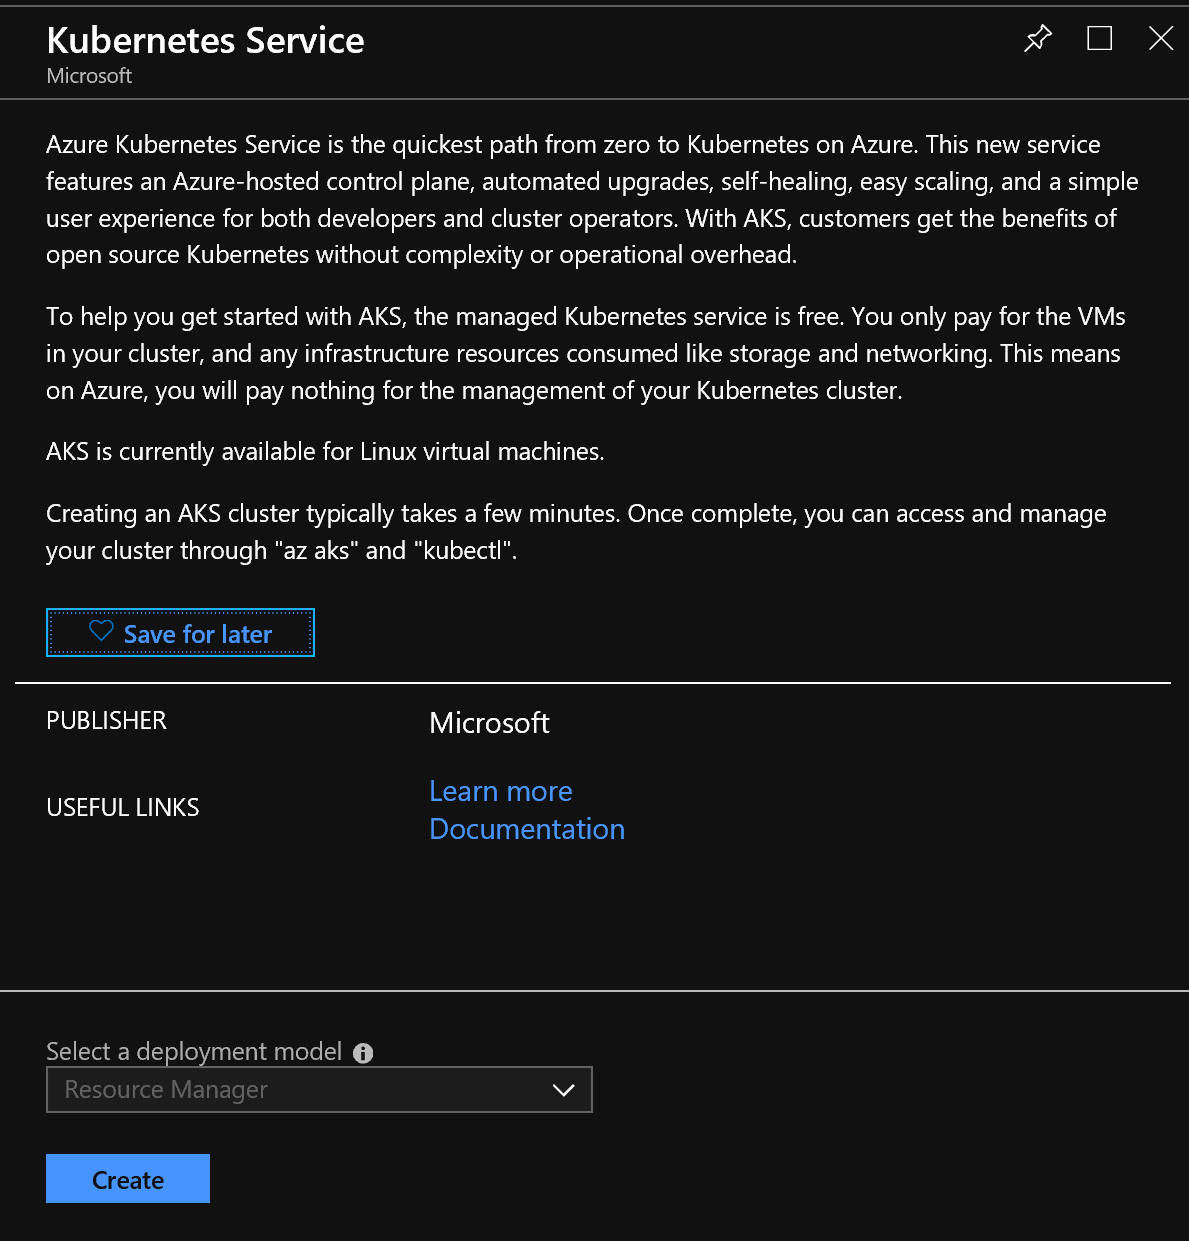 Kubernetes Service
Microsoft
Azure Kubernetes Service is the quickest path from zero to Kubernetes on Azure. This new service
features an Azure-hosted control plane, automated upgrades, self-healing, easy scaling, and a simple
user experience for both developers and cluster operators. With AKS, customers get the benefits of
open source Kubernetes without complexity or operational overhead.
To help you get started with AKS, the managed Kubernetes service is free. You only pay for the VMs
in your cluster, and any infrastructure resources consumed like storage and networking. This means
on Azure, you will pay nothing for the management of your Kubernetes cluster.
AKS is currently available for Linux virtual machines.
Creating an AKS cluster typically takes a few minutes. Once complete, you can access and manage
your cluster through "az aks" and "kubectl".
Save for later
PUBLISHER
Microsoft
USEFUL LINKS
Learn more
Documentation
Select a deployment model
Resource Manager
Create